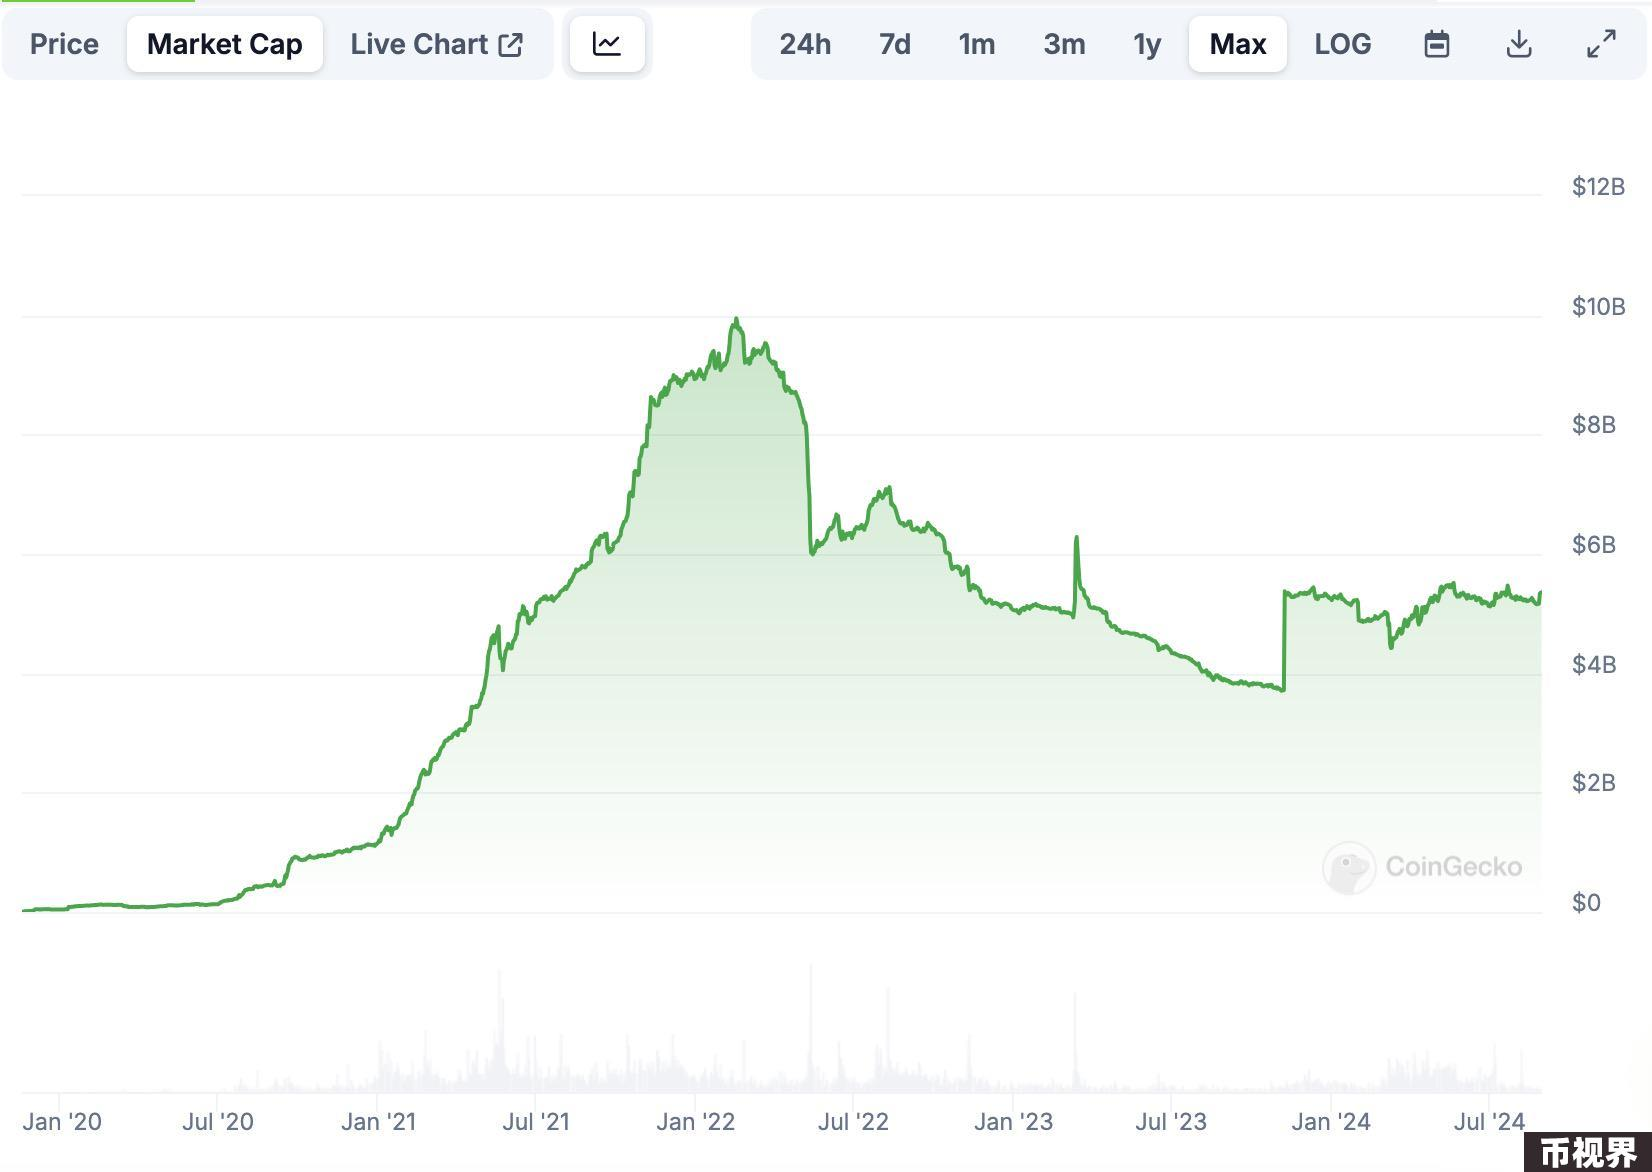 Price Market Cap Live Chart 24h 7d 1m 3m 1y Max LOG
$12B
$10B
$8B
$6B
$4B
$2B
CoinGecko
$0
Jan '20 Jul '20 Jan '21 Jul '21 Jan '22 Jul '22 Jan '23 Jul '23 Jan '24 Jul '24
币视界